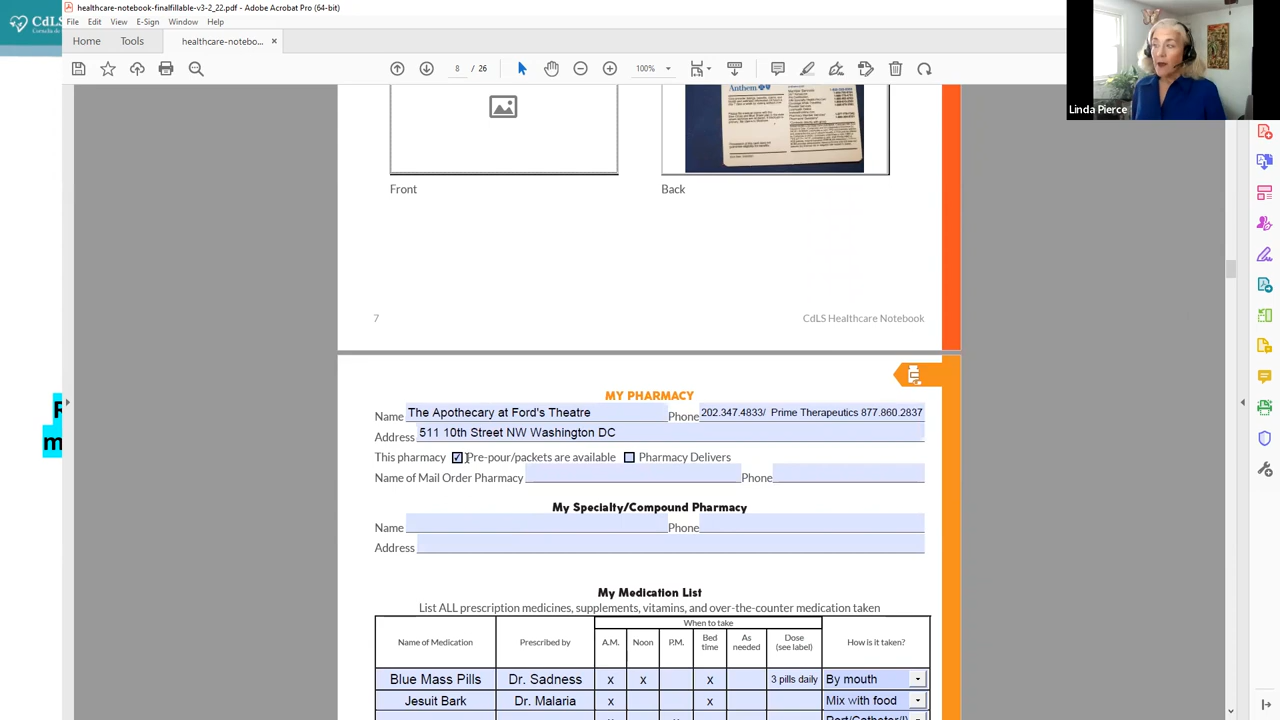 CdLS
healthcare-notebook-finalfillable-v3-2_22.pdf - Adobe Acrobat Pro (64-bit)
File Edit View E-Sign Window Help
Home Tools healthcare-notebo... ×
8 / 26 100%
Linda Pierce
Anthem
Front Back
7 CdLS Healthcare Notebook
MY PHARMACY
Name The Apothecary at Ford's Theatre Phone 202.347.4833/ Prime Therapeutics 877.860.2837
Address 511 10th Street NW Washington DC
This pharmacy Pre-pour/packets are available Pharmacy Delivers
Name of Mail Order Pharmacy Phone
My Specialty/Compound Pharmacy
Name Phone
Address
My Medication List
List ALL prescription medicines, supplements, vitamins, and over-the-counter medication taken
When to take
Name of Medication Prescribed by A.M. Noon P.M. Bed time As needed Dose (see label) How is it taken?
Blue Mass Pills Dr. Sadness x x x 3 pills daily By mouth
Jesuit Bark Dr. Malaria x x Mix with food